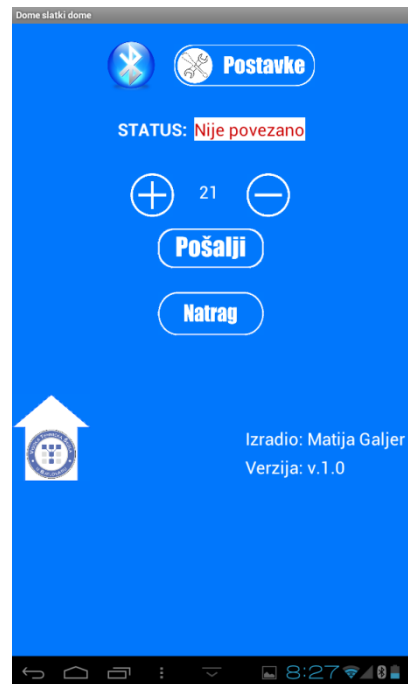 Dome slatki dome
Postavke
STATUS: Nije povezano
21
Pošalji
Natrag
Izradio: Matija Galjer
Verzija: v.1.0
8:27